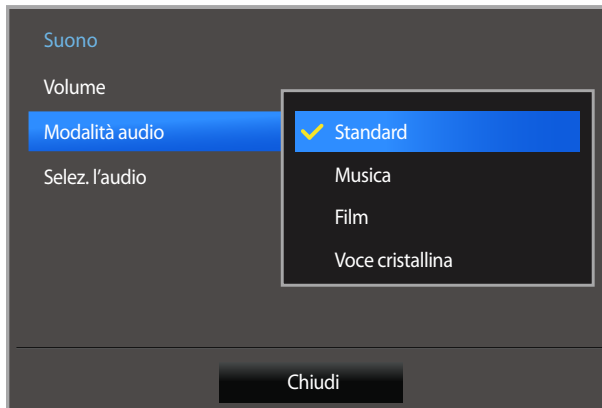 Suono
Volume
Modalità audio
Standard
Selez. l'audio
Musica
Film
Voce cristallina
Chiudi